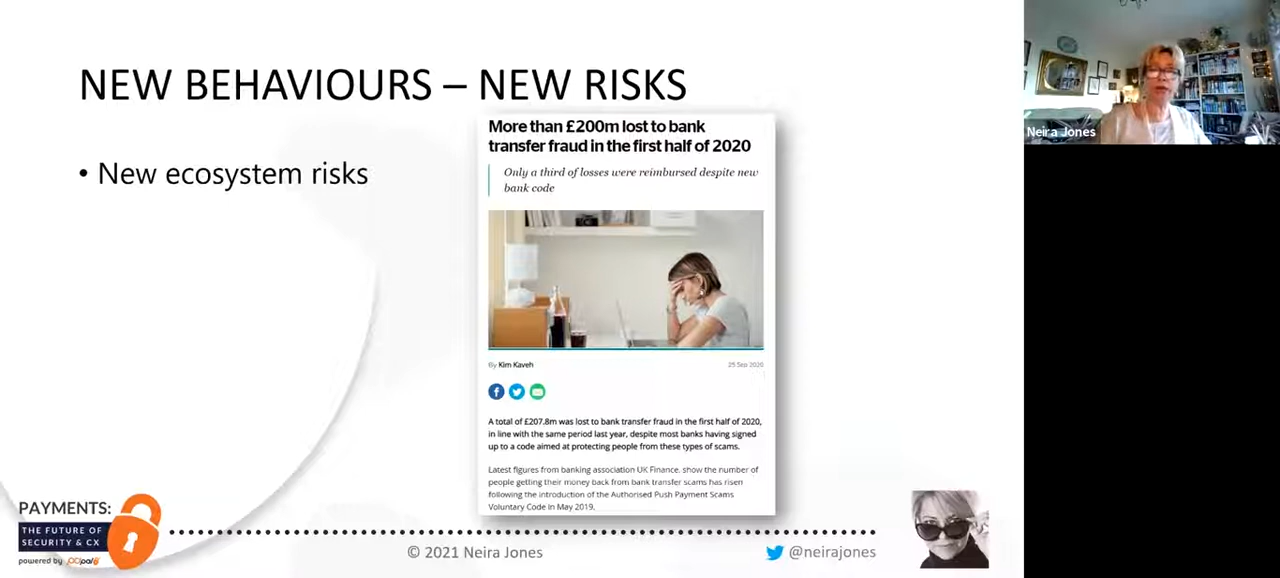 NEW BEHAVIOURS – NEW RISKS
• New ecosystem risks
More than £200m lost to bank
transfer fraud in the first half of 2020
Only a third of losses were reimbursed despite new
bank code
By Kim Kaveh
25 Sep 2020
A total of £207.8m was lost to bank transfer fraud in the first half of 2020,
in line with the same period last year, despite most banks having signed
up to a code aimed at protecting people from these types of scams.
Latest figures from banking association UK Finance, show the number of
people getting their money back from bank transfer scams has risen
following the introduction of the Authorised Push Payment Scams
Voluntary Code in May 2019.
PAYMENTS:
THE FUTURE OF
SECURITY & CX
powered by PCIpal
© 2021 Neira Jones
@neirajones
Neira Jones